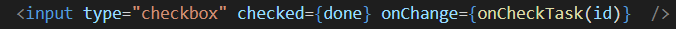 <input type="checkbox" checked={done} onChange={onCheckTask(id)}  />